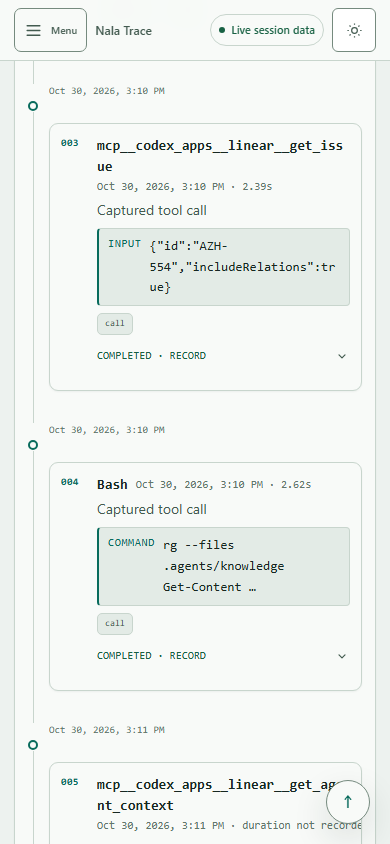 Menu
Nala Trace
Live session data
Oct 30, 2026, 3:10 PM
003
mcp__codex_apps__linear__get_iss
ue
Oct 30, 2026, 3:10 PM · 2.39s
Captured tool call
INPUT {"id":"AZH-
554","includeRelations":tr
ue}
call
COMPLETED · RECORD
Oct 30, 2026, 3:10 PM
004
Bash Oct 30, 2026, 3:10 PM · 2.62s
Captured tool call
COMMAND rg --files
.agents/knowledge
Get-Content …
call
COMPLETED · RECORD
Oct 30, 2026, 3:11 PM
005
mcp__codex_apps__linear__get_age
nt_context
Oct 30, 2026, 3:11 PM · duration not recorde